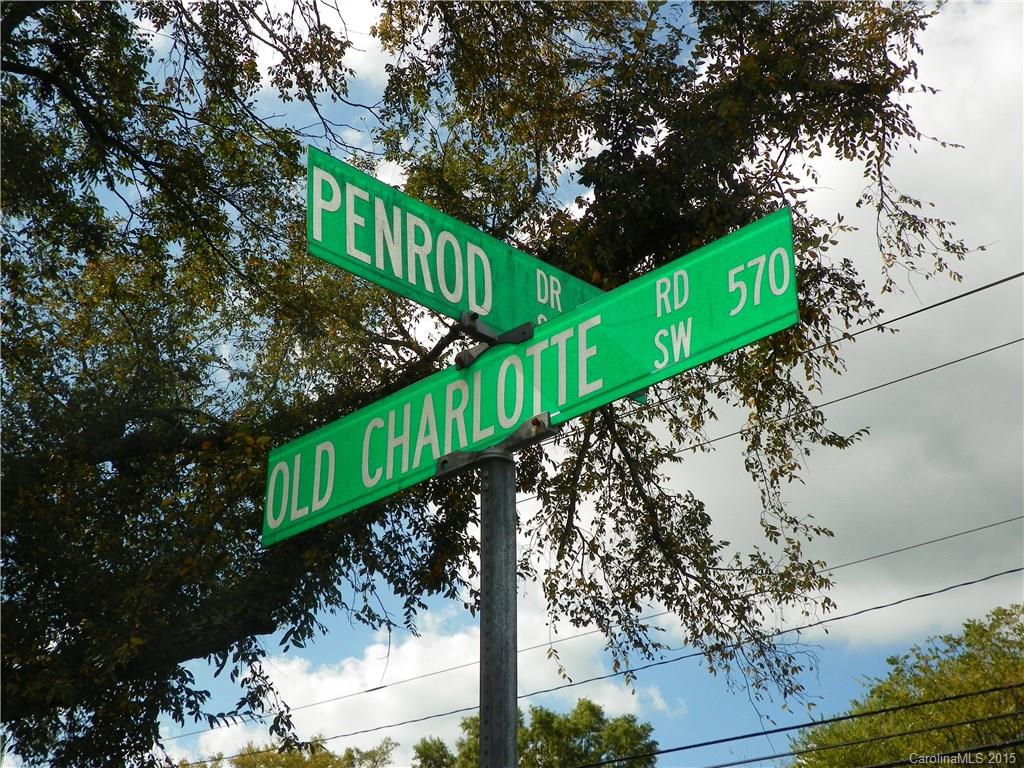 PENROD DR
OLD CHARLOTTE RD SW 570
CarolinaMLS 2015